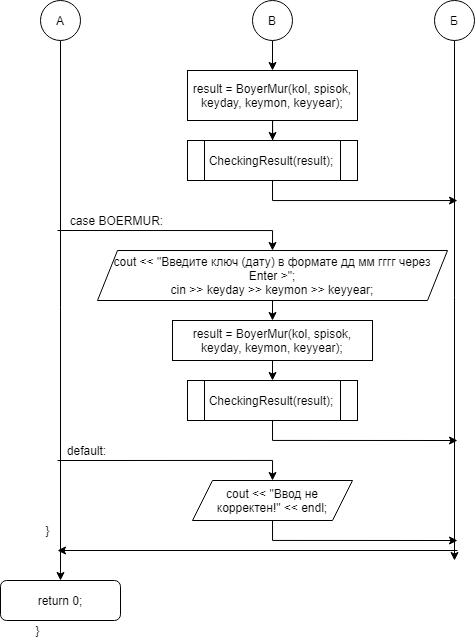 А
В
Б
result = BoyerMur(kol, spisok,
keyday, keymon, keyyear);
CheckingResult(result);
case BOERMUR:
cout << "Введите ключ (дату) в формате дд мм гггг через
Enter >";
cin >> keyday >> keymon >> keyyear;
result = BoyerMur(kol, spisok,
keyday, keymon, keyyear);
CheckingResult(result);
default:
cout << "Ввод не
корректен!" << endl;
}
return 0;
}